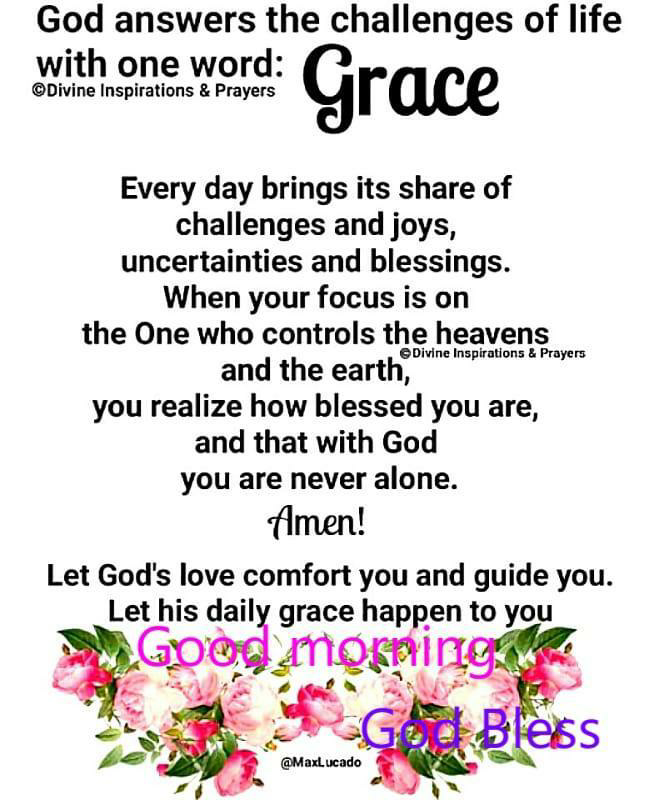 God answers the challenges of life
with one word: Grace
©Divine Inspirations & Prayers
Every day brings its share of
challenges and joys,
uncertainties and blessings.
When your focus is on
the One who controls the heavens
©Divine Inspirations & Prayers
and the earth,
you realize how blessed you are,
and that with God
you are never alone.
Amen!
Let God's love comfort you and guide you.
Let his daily grace happen to you
Good morning
God Bless
@MaxLucado